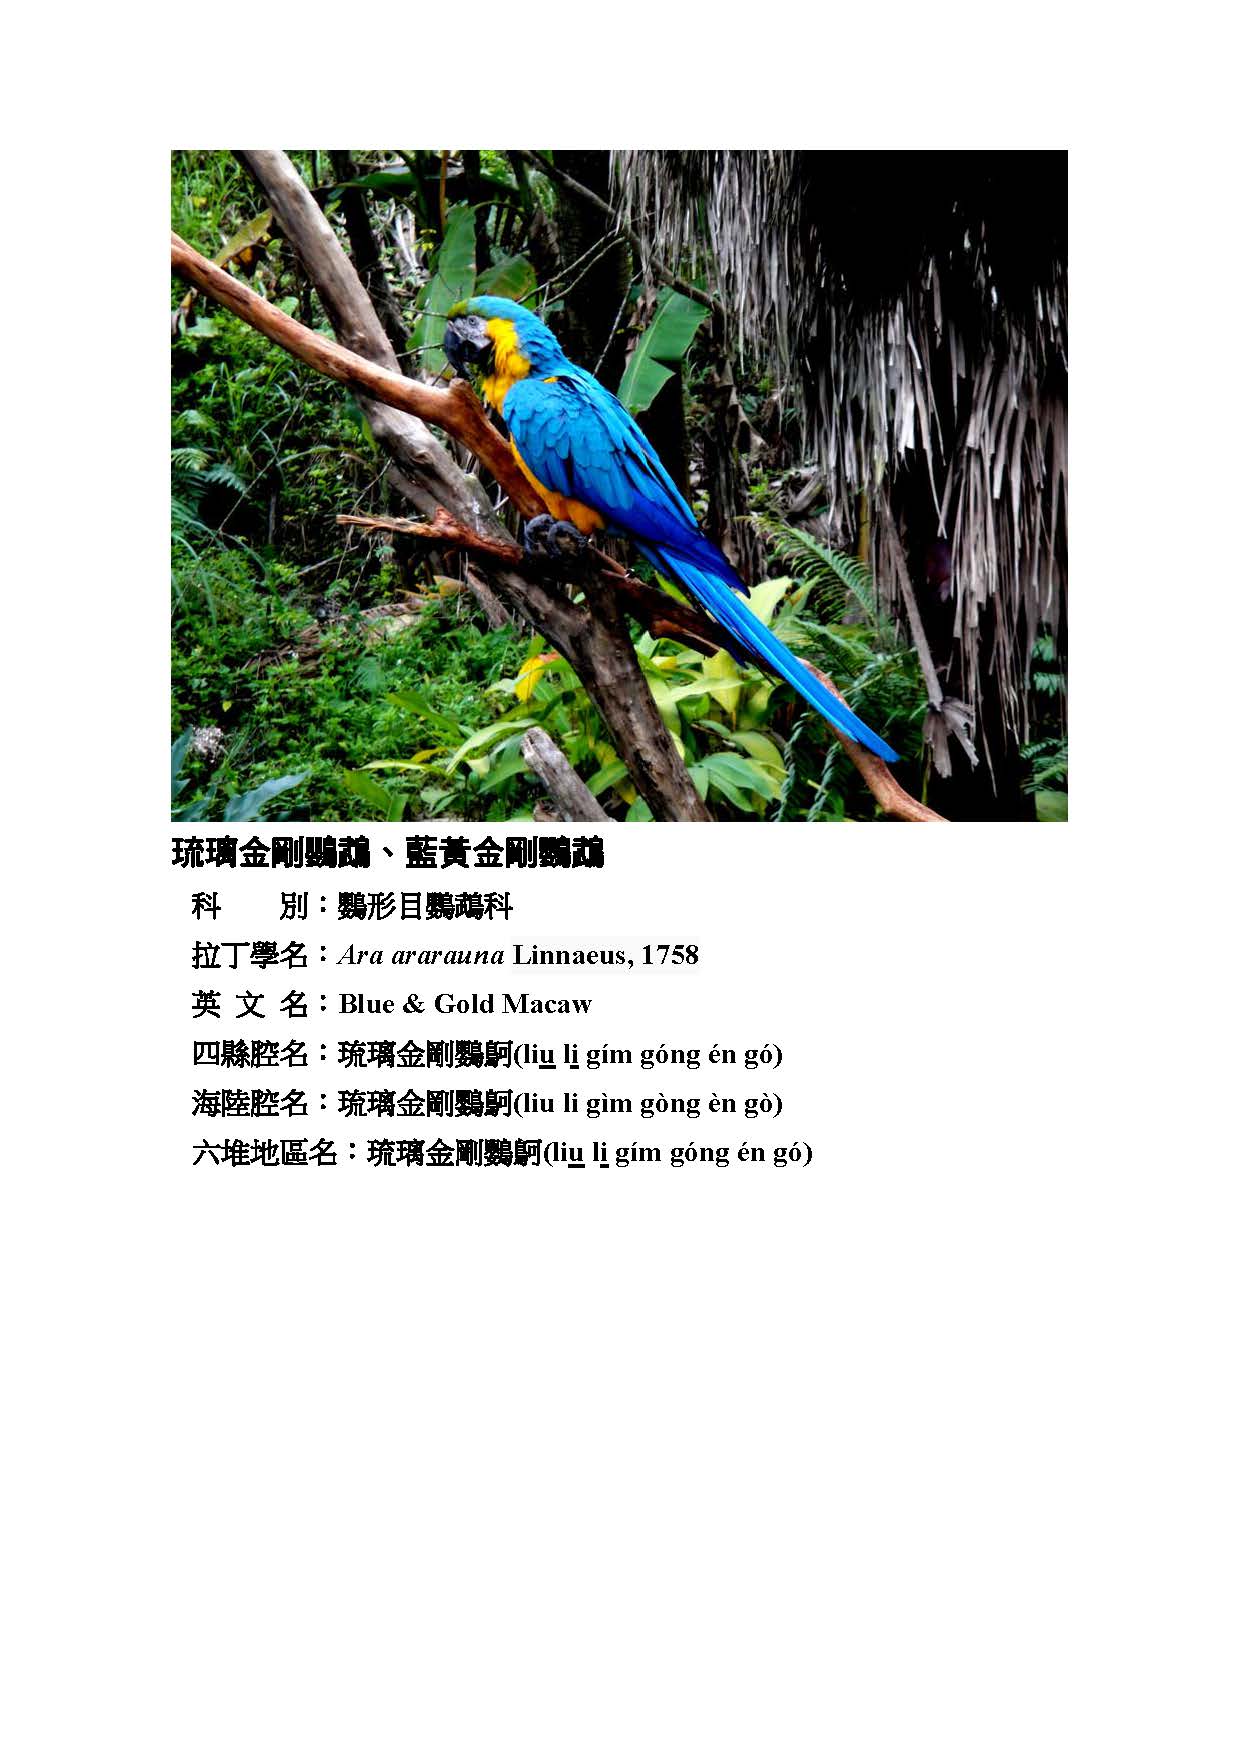 琉璃金剛鸚鵡、藍黃金剛鸚鵡
科　　別：鸚形目鸚鵡科
拉丁學名：Ara ararauna Linnaeus, 1758
英 文 名：Blue & Gold Macaw
四縣腔名：琉璃金剛鸚鴚(liu li gím góng én gó)
海陸腔名：琉璃金剛鸚鴚(liu li gìm gòng èn gò)
六堆地區名：琉璃金剛鸚鴚(liu li gím góng én gó)